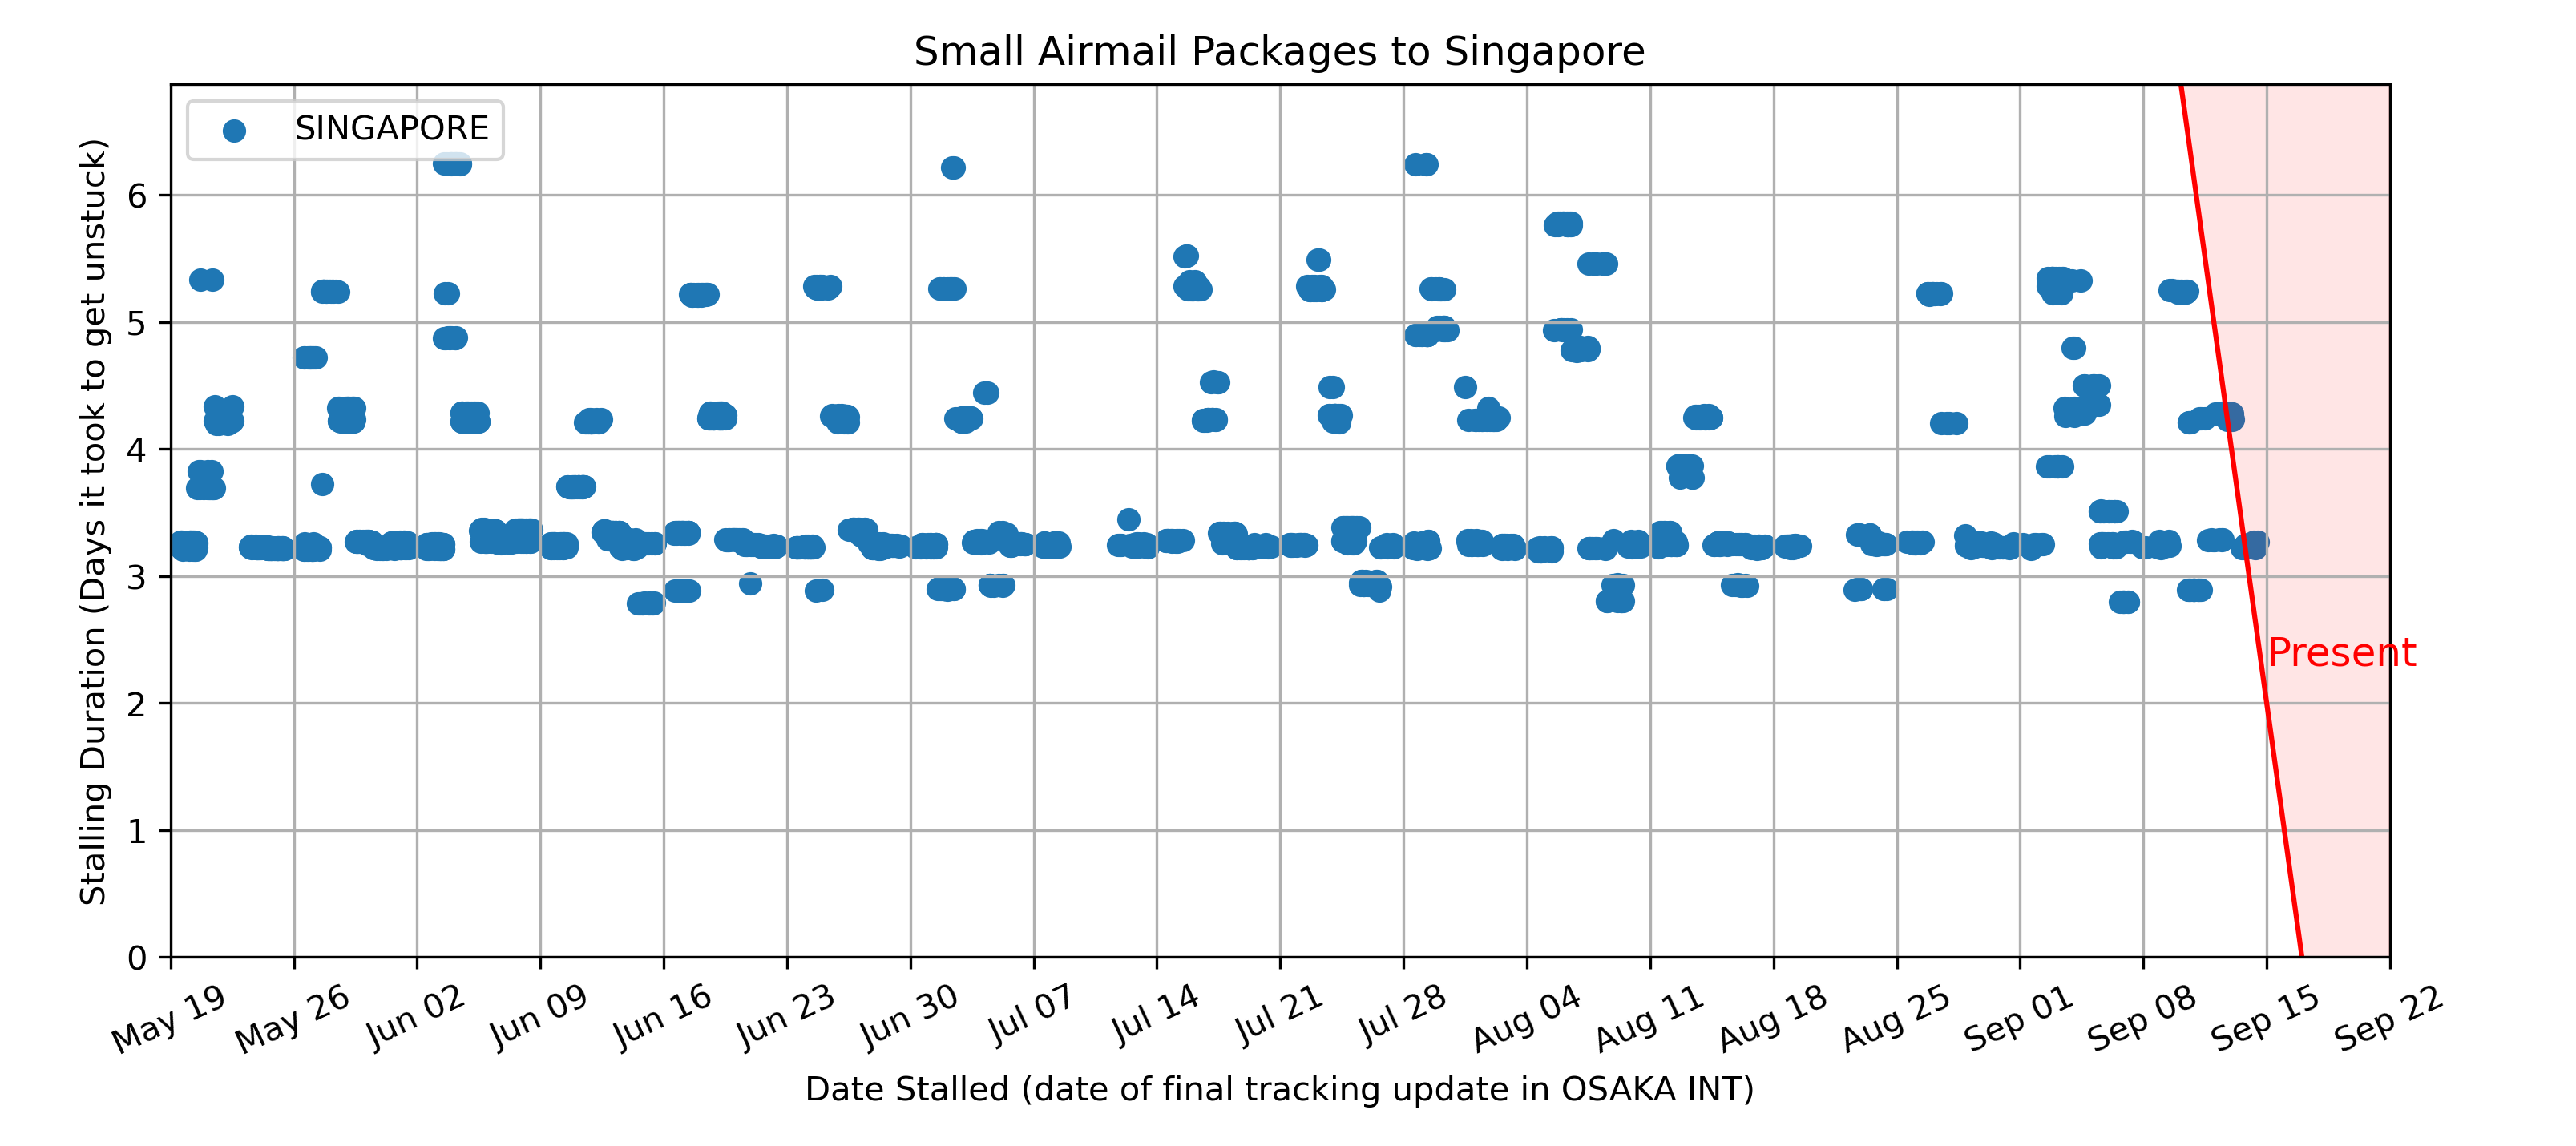 Small Airmail Packages to Singapore
SINGAPORE
Stalling Duration (Days it took to get unstuck)
6
5
4
3
2
1
0
Present
May 19
May 26
Jun 02
Jun 09
Jun 16
Jun 23
Jun 30
Jul 07
Jul 14
Jul 21
Jul 28
Aug 04
Aug 11
Aug 18
Aug 25
Sep 01
Sep 08
Sep 15
Sep 22
Date Stalled (date of final tracking update in OSAKA INT)